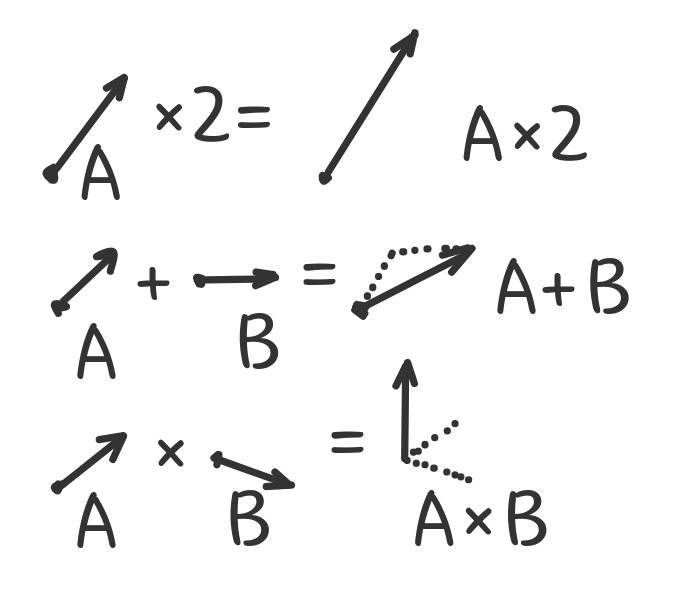 ×2= A×2
A
+ = A+B
A B
× =
A B A×B